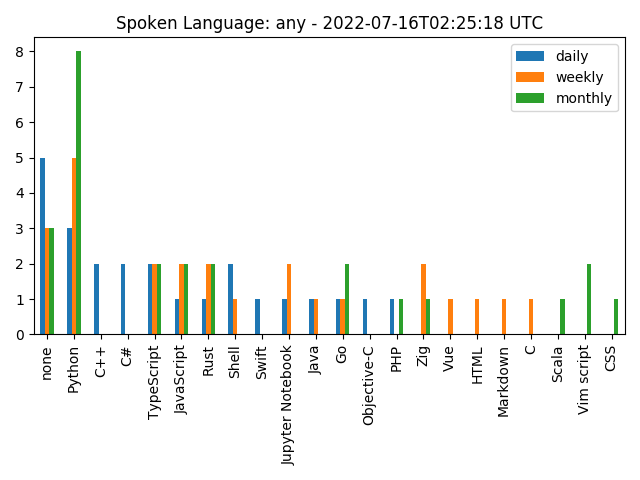 Spoken Language: any - 2022-07-16T02:25:18 UTC
daily
weekly
monthly
8
7
6
5
4
3
2
1
0
none
Python
C++
C#
TypeScript
JavaScript
Rust
Shell
Swift
Jupyter Notebook
Java
Go
Objective-C
PHP
Zig
Vue
HTML
Markdown
C
Scala
Vim script
CSS